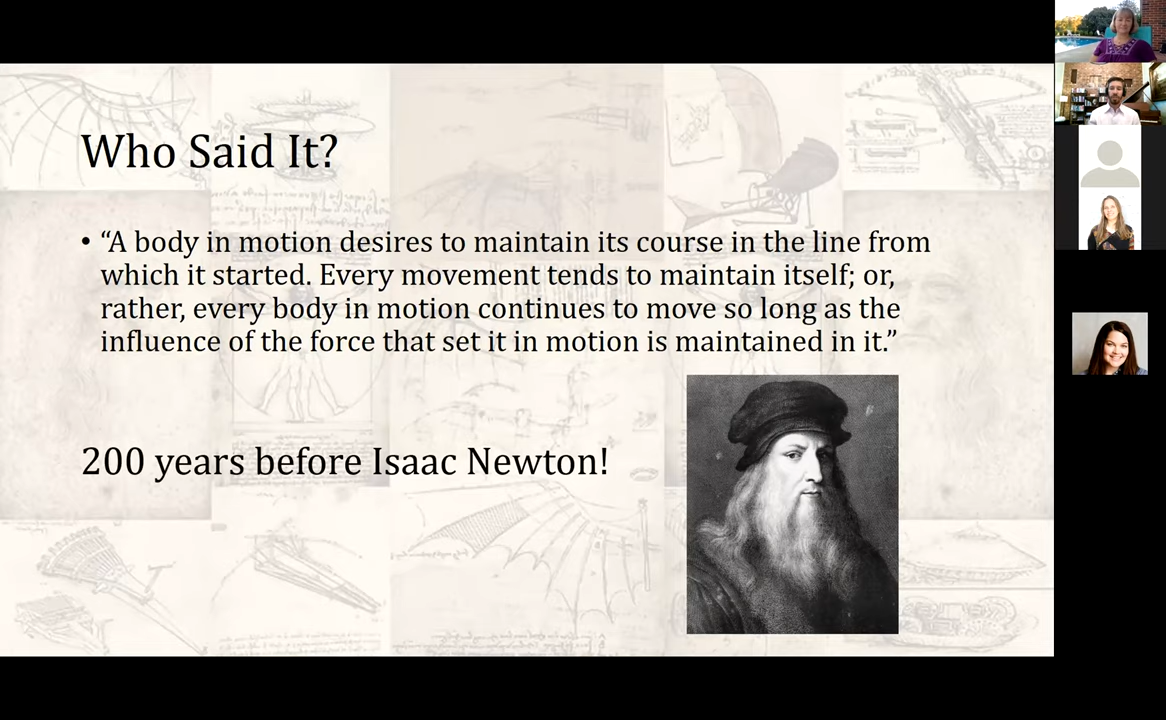 Who Said It?
• “A body in motion desires to maintain its course in the line from
which it started. Every movement tends to maintain itself; or,
rather, every body in motion continues to move so long as the
influence of the force that set it in motion is maintained in it.”
200 years before Isaac Newton!